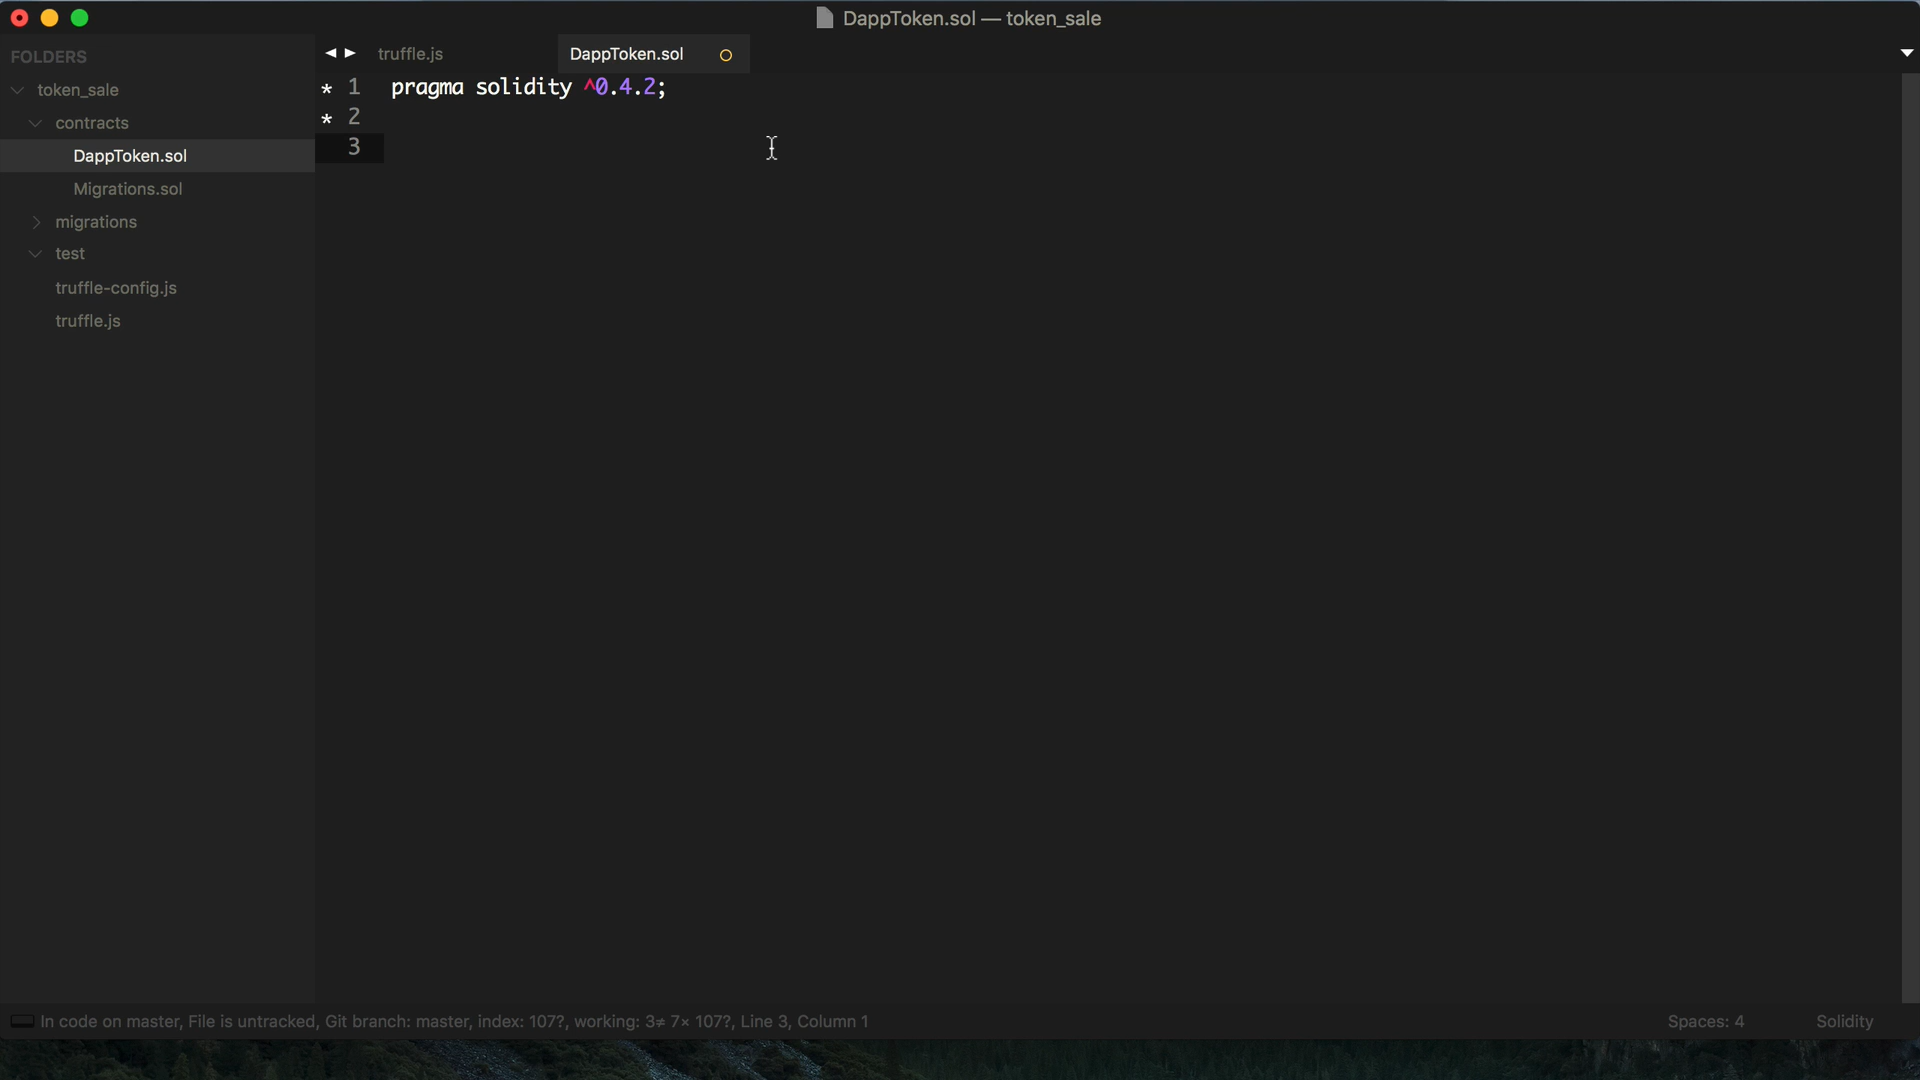 DappToken.sol — token_sale
FOLDERS
token_sale
contracts
DappToken.sol
Migrations.sol
migrations
test
truffle-config.js
truffle.js
truffle.js
DappToken.sol
* 1 pragma solidity ^0.4.2;
* 2
3
In code on master, File is untracked, Git branch: master, index: 107?, working: 3≠ 7× 107?, Line 3, Column 1
Spaces: 4
Solidity